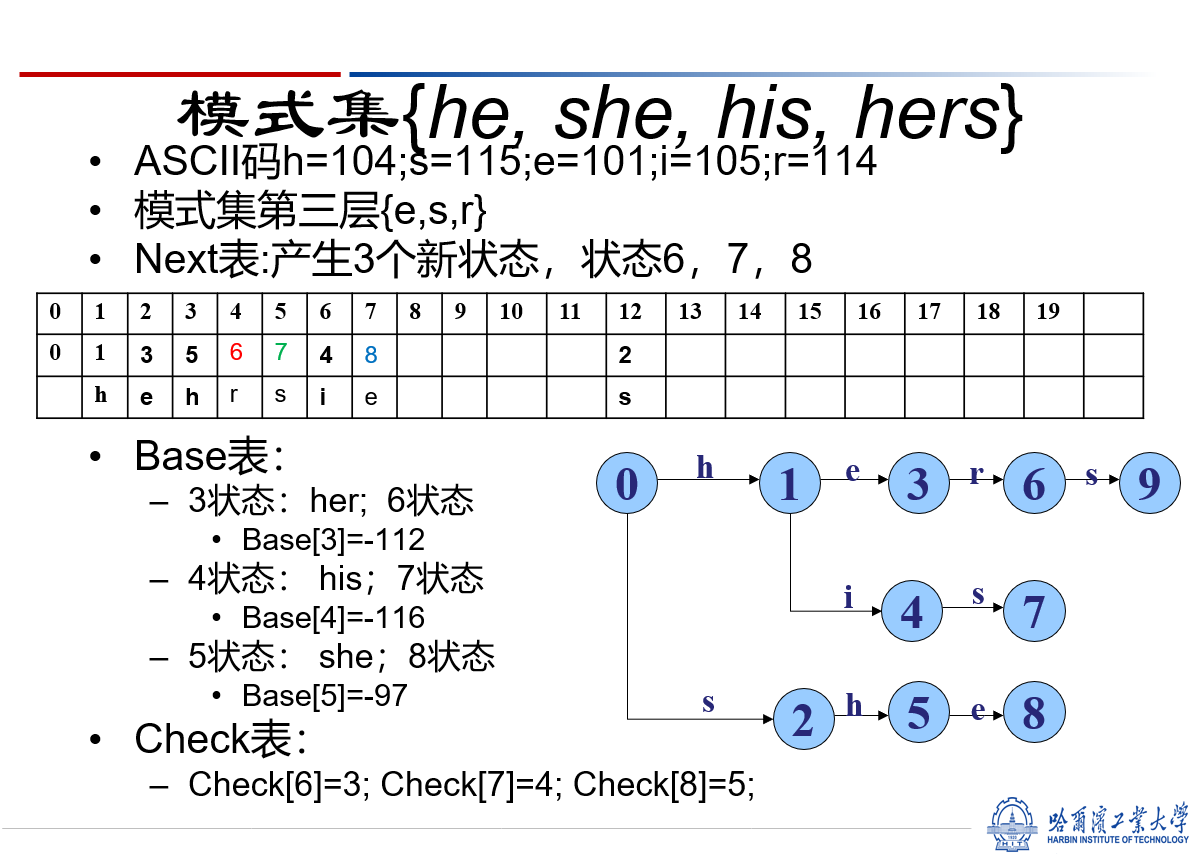 模式集{he, she, his, hers}
• ASCII码h=104;s=115;e=101;i=105;r=114
• 模式集第三层{e,s,r}
• Next表:产生3个新状态，状态6，7，8
0 1 2 3 4 5 6 7 8 9 10 11 12 13 14 15 16 17 18 19
0 1 3 5 6 7 4 8 2
h e h r s i e s
• Base表：
– 3状态：her；6状态
• Base[3]=-112
– 4状态： his；7状态
• Base[4]=-116
– 5状态： she；8状态
• Base[5]=-97
• Check表：
– Check[6]=3; Check[7]=4; Check[8]=5;
0 h 1 e 3 r 6 s 9
i 4 s 7
s 2 h 5 e 8
哈爾濱工業大学
HARBIN INSTITUTE OF TECHNOLOGY
HIT